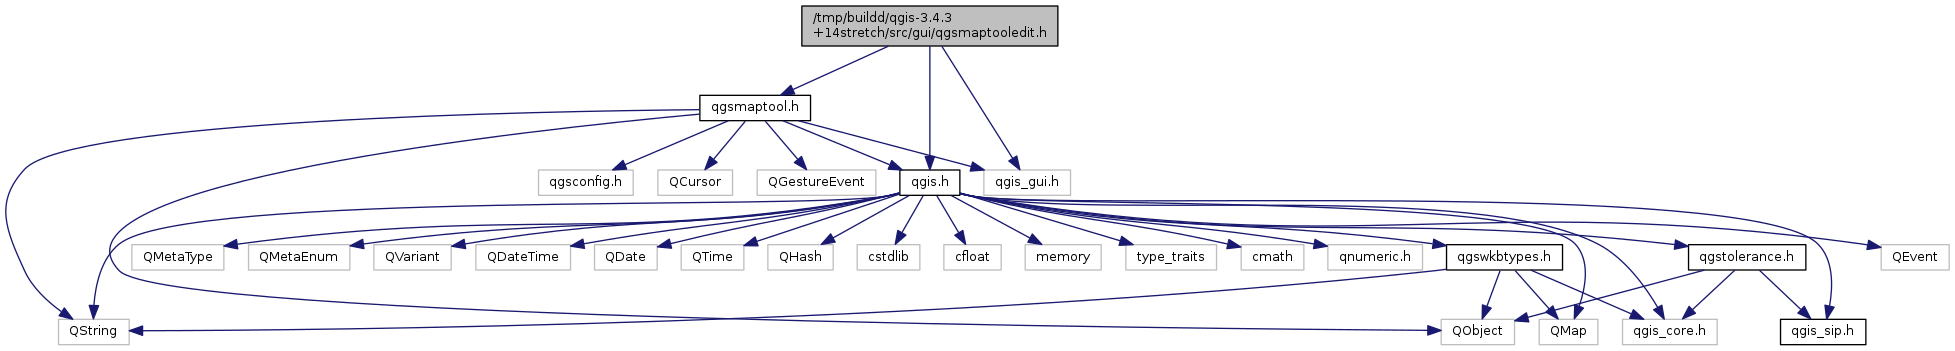 /tmp/buildd/qgis-3.4.3
+14stretch/src/gui/qgsmaptooledit.h
qgsmaptool.h
qgsconfig.h
QCursor
QGestureEvent
qgis.h
qgis_gui.h
QMetaType
QMetaEnum
QVariant
QDateTime
QDate
QTime
QHash
cstdlib
cfloat
memory
type_traits
cmath
qnumeric.h
qgswkbtypes.h
qgstolerance.h
QEvent
QString
QObject
QMap
qgis_core.h
qgis_sip.h